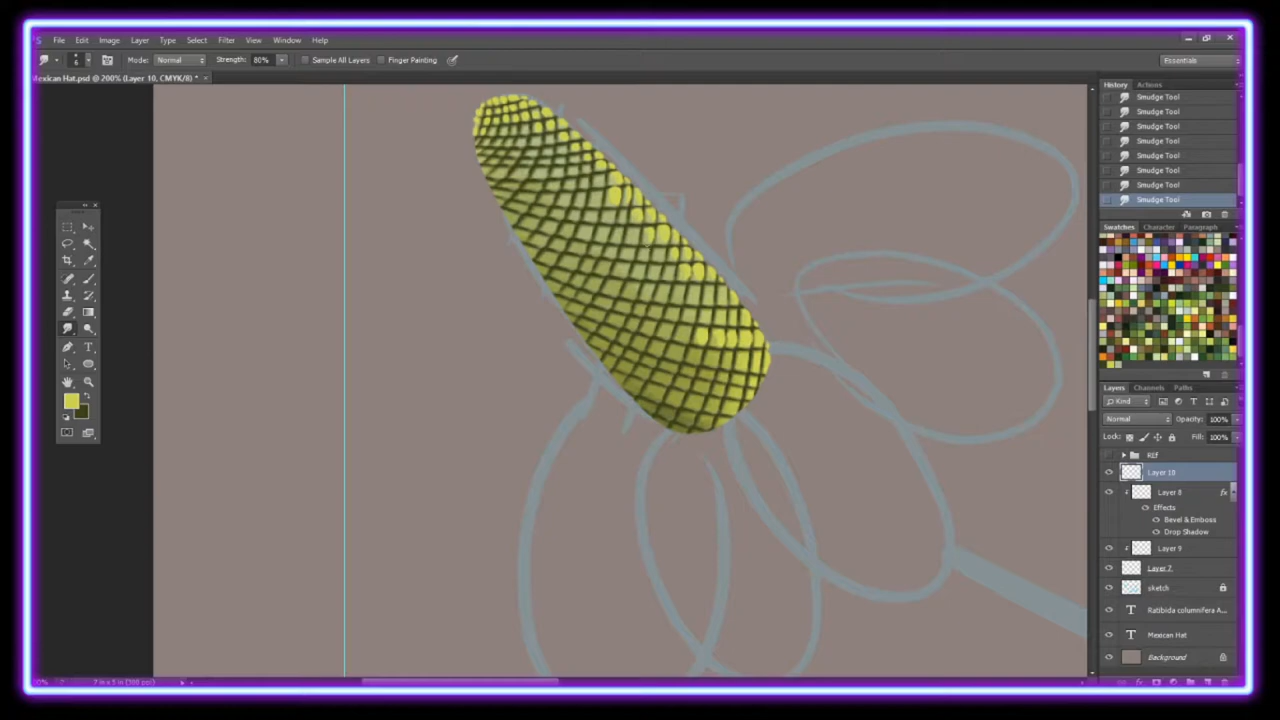 File Edit Image Layer Type Select Filter View Window Help
Mode: Normal Strength: 80% Sample All Layers Finger Painting Essentials
Mexican Hat.psd @ 200% (Layer 10, CMYK/8) *
History Actions
Smudge Tool
Smudge Tool
Smudge Tool
Smudge Tool
Smudge Tool
Smudge Tool
Smudge Tool
Smudge Tool
Swatches Character Paragraph
Layers Channels Paths
Kind
Normal Opacity: 100%
Lock: Fill: 100%
REf
Layer 10
Layer 8 fx
Effects
Bevel & Emboss
Drop Shadow
Layer 9
Layer 7
sketch
T Ratibida columnifera A...
T Mexican Hat
Background